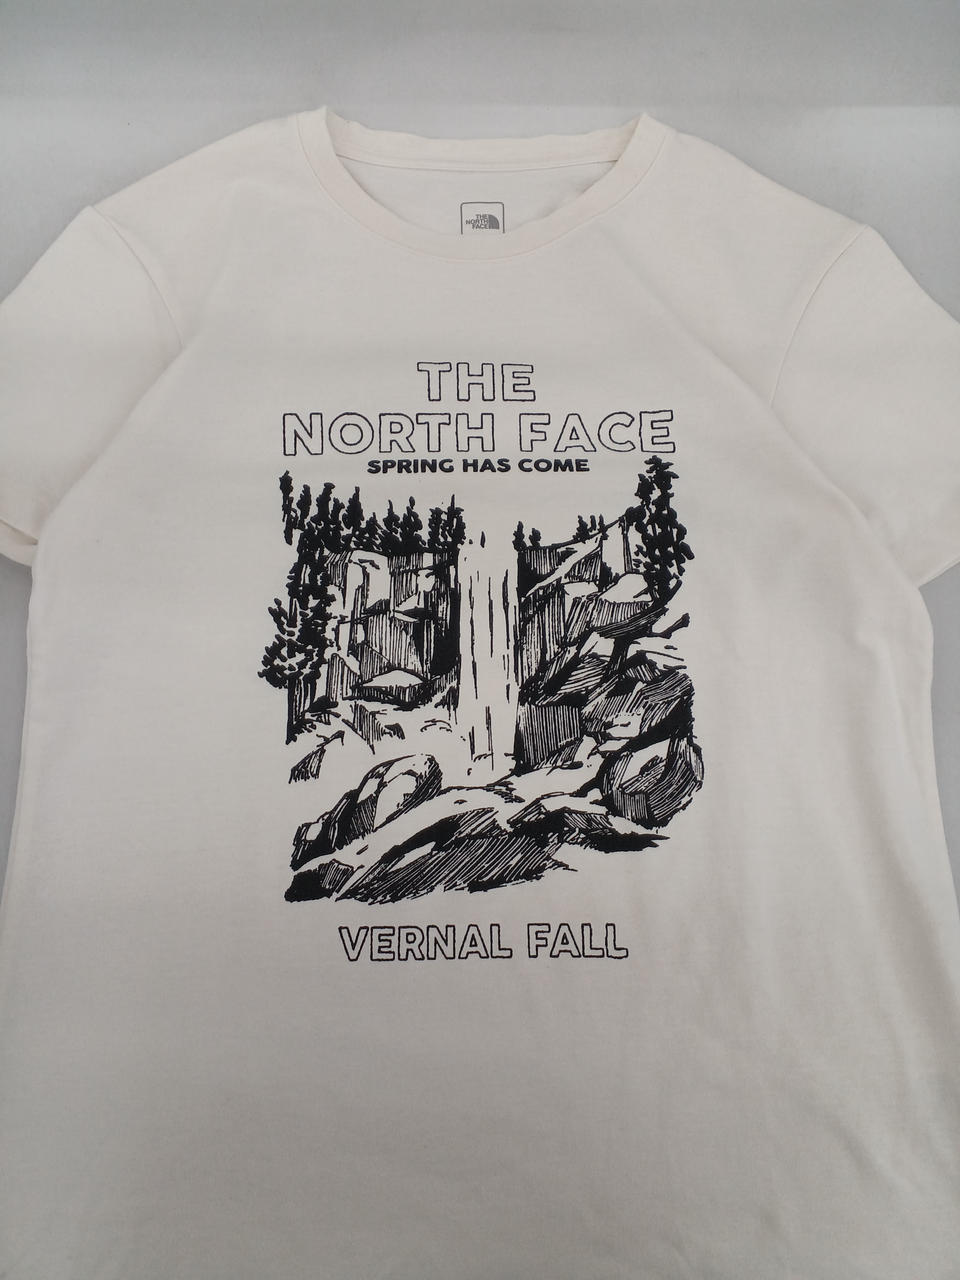 THE
NORTH
FACE
THE
NORTH FACE
SPRING HAS COME
VERNAL FALL